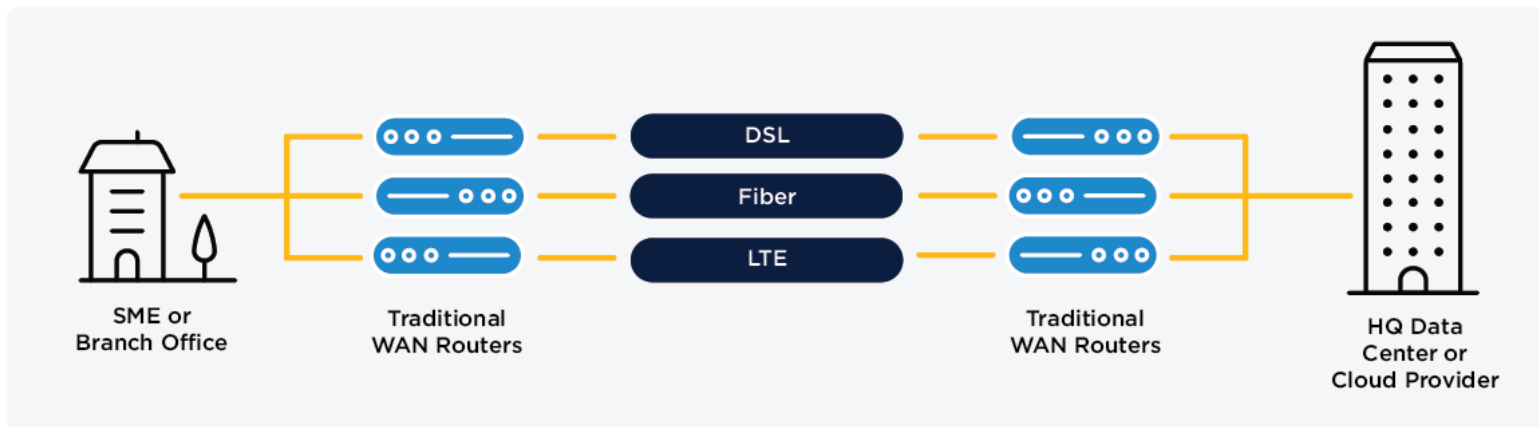 DSL
Fiber
LTE
SME or
Branch Office
Traditional
WAN Routers
Traditional
WAN Routers
HQ Data
Center or
Cloud Provider